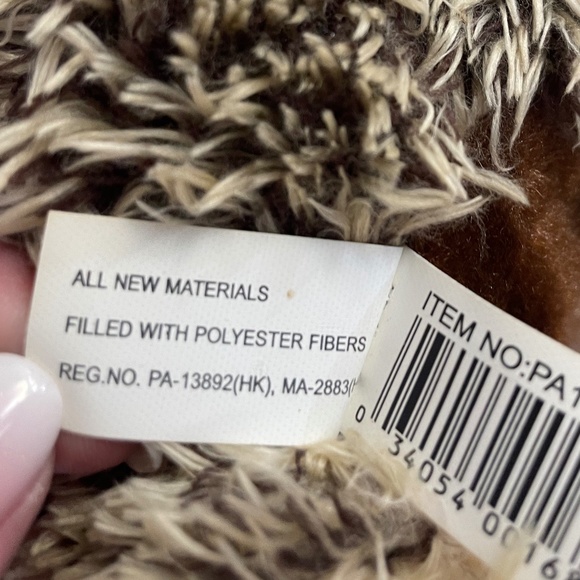 ALL NEW MATERIALS
FILLED WITH POLYESTER FIBERS
REG.NO. PA-13892(HK), MA-2883(
ITEM NO:PA1
0 34054 0016